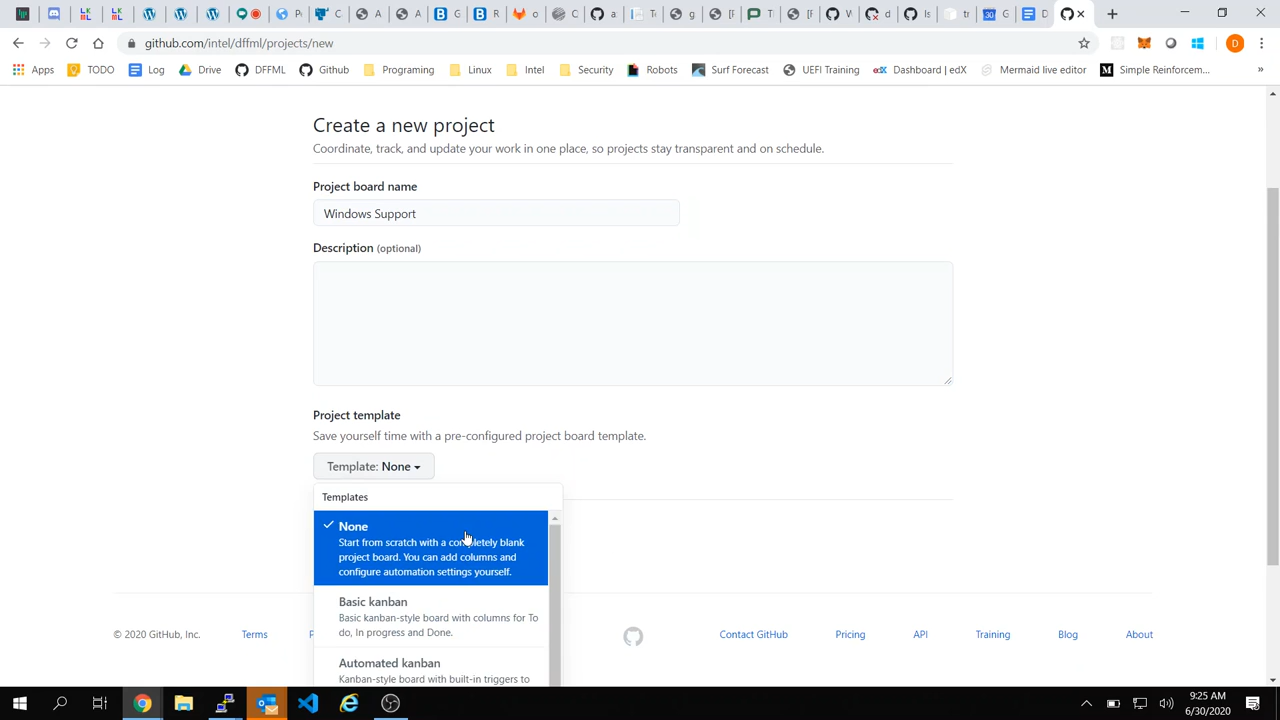 github.com/intel/dffml/projects/new
Apps TODO Log Drive DFFML Github Programing Linux Intel Security Robots Surf Forecast UEFI Training Dashboard | edX Mermaid live editor Simple Reinforcem... »
Create a new project
Coordinate, track, and update your work in one place, so projects stay transparent and on schedule.
Project board name
Windows Support
Description (optional)
Project template
Save yourself time with a pre-configured project board template.
Template: None
Templates
None
Start from scratch with a completely blank
project board. You can add columns and
configure automation settings yourself.
Basic kanban
Basic kanban-style board with columns for To
do, In progress and Done.
Automated kanban
Kanban-style board with built-in triggers to
© 2020 GitHub, Inc. Terms P Contact GitHub Pricing API Training Blog About
9:25 AM
6/30/2020